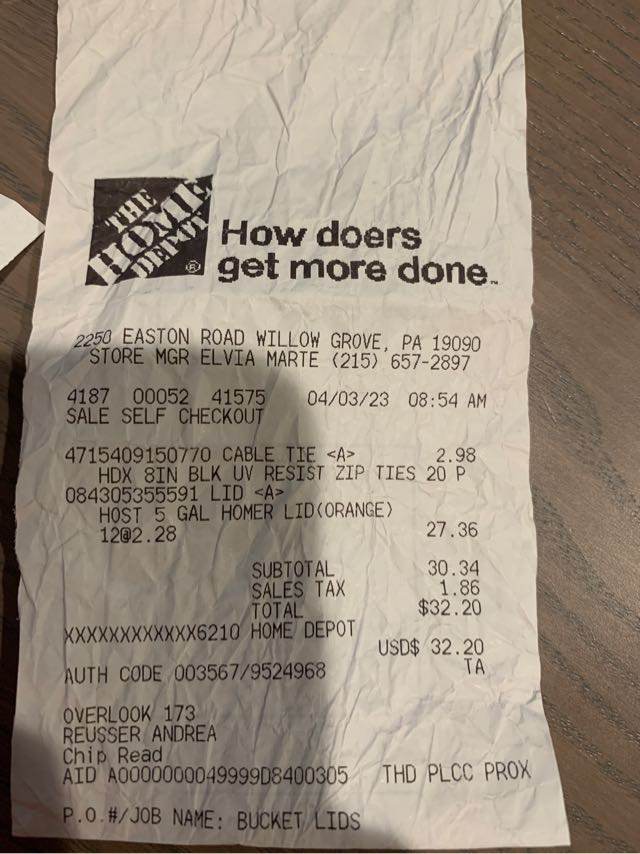 THE
HOME
DEPOT
®
How doers
get more done™
2250 EASTON ROAD WILLOW GROVE, PA 19090
STORE MGR ELVIA MARTE (215) 657-2897
4187 00052 41575 04/03/23 08:54 AM
SALE SELF CHECKOUT
4715409150770 CABLE TIE <A> 2.98
HDX 8IN BLK UV RESIST ZIP TIES 20 P
084305355591 LID <A>
HOST 5 GAL HOMER LID(ORANGE)
12@2.28 27.36
SUBTOTAL 30.34
SALES TAX 1.86
TOTAL $32.20
XXXXXXXXXXXX6210 HOME DEPOT
USD$ 32.20
AUTH CODE 003567/9524968 TA
OVERLOOK 173
REUSSER ANDREA
Chip Read
AID A0000000049999D8400305 THD PLCC PROX
P.O.#/JOB NAME: BUCKET LIDS